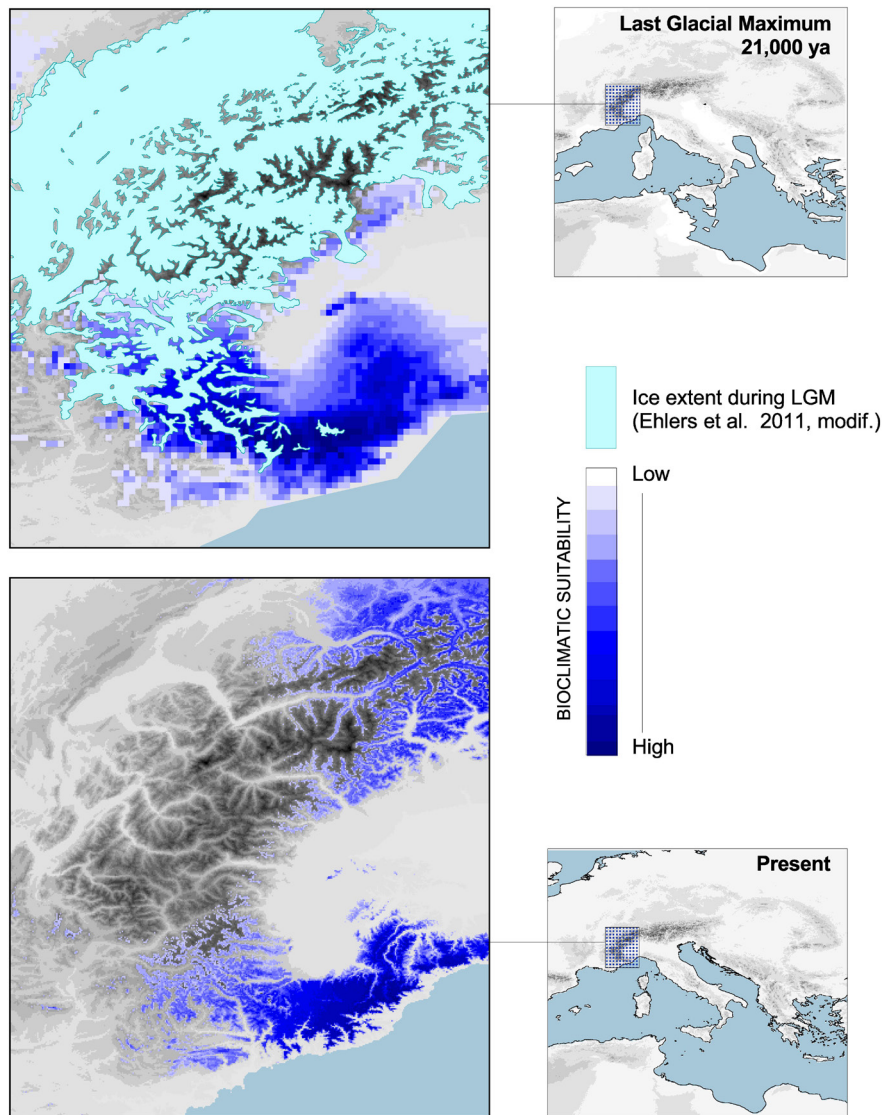 Last Glacial Maximum
21,000 ya
Ice extent during LGM
(Ehlers et al. 2011, modif.)
Low
BIOCLIMATIC SUITABILITY
High
Present